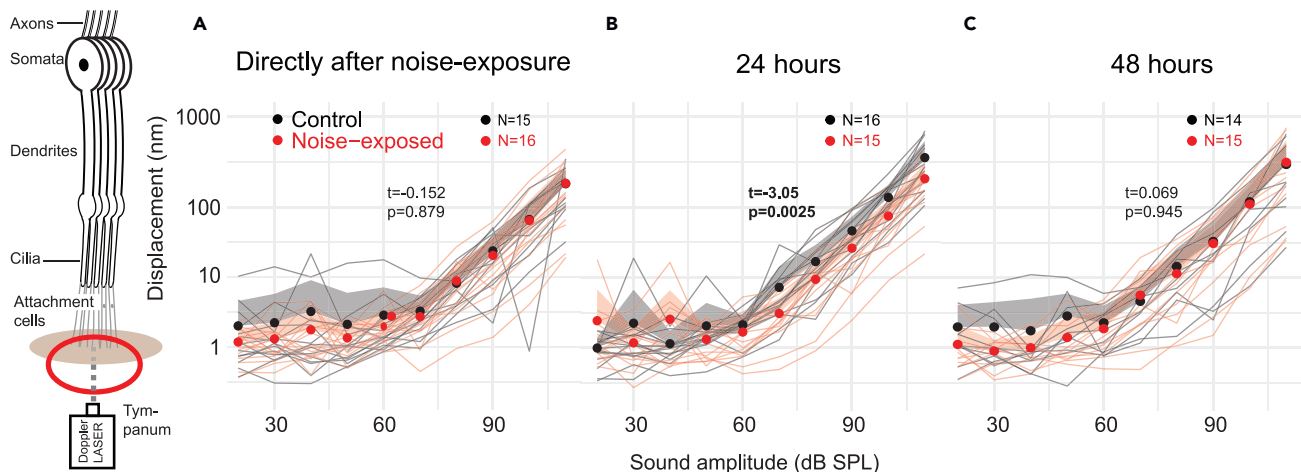 Axons
Somata
Dendrites
Cilia
Attachment
cells
Tym-
panum
Doppler
LASER
A
Directly after noise-exposure
B
24 hours
C
48 hours
Displacement (nm)
1000
100
10
1
Control
Noise-exposed
N=15
N=16
t=-0.152
p=0.879
N=16
N=15
t=-3.05
p=0.0025
N=14
N=15
t=0.069
p=0.945
30
60
90
30
60
90
30
60
90
Sound amplitude (dB SPL)